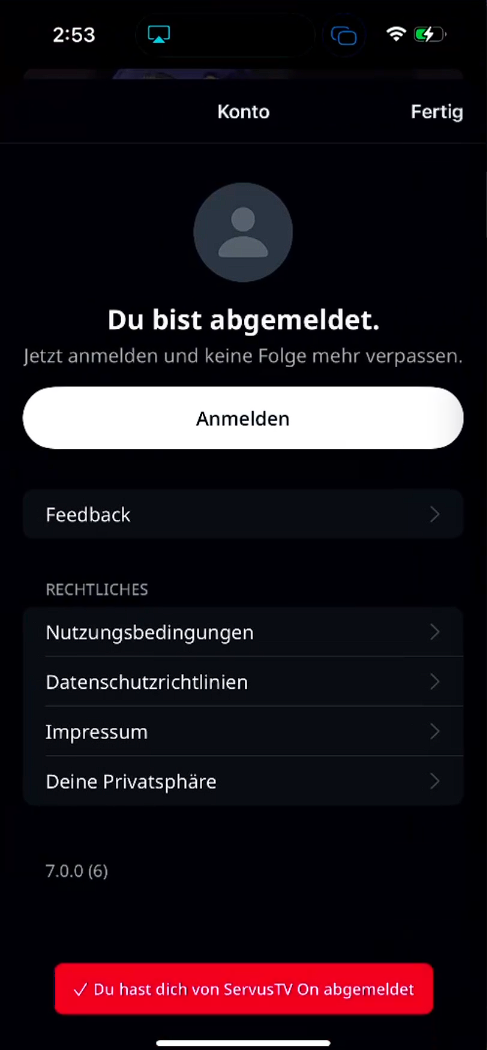 2:53
Konto
Fertig
Du bist abgemeldet.
Jetzt anmelden und keine Folge mehr verpassen.
Anmelden
Feedback
RECHTLICHES
Nutzungsbedingungen
Datenschutzrichtlinien
Impressum
Deine Privatsphäre
7.0.0 (6)
✓ Du hast dich von ServusTV On abgemeldet